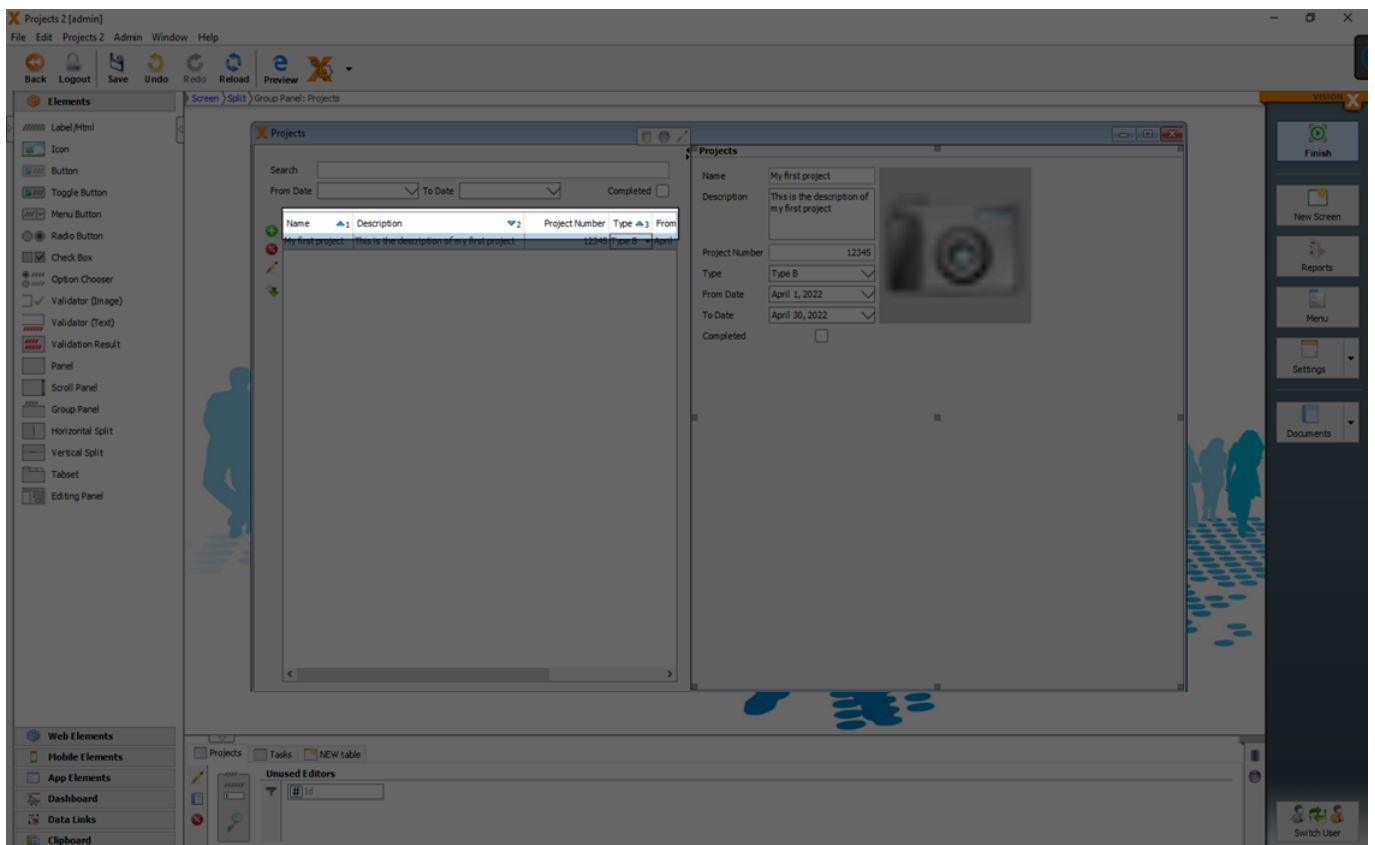 Projects 2 [admin]
File Edit Projects 2 Admin Window Help
Back Logout Save Undo Redo Reload Preview
Elements
Screen Split Group Panel: Projects
VISION X
Label/Html
Icon
Button
Toggle Button
Menu Button
Radio Button
Check Box
Option Chooser
Validator (Image)
Validator (Text)
Validation Result
Panel
Scroll Panel
Group Panel
Horizontal Split
Vertical Split
Tabset
Editing Panel
Web Elements
Mobile Elements
App Elements
Dashboard
Data Links
Clipboard
Projects
Search
From Date To Date Completed
Name 1 Description 2 Project Number Type 3 From
My first project This is the description of my first project 12345 Type B April
Projects
Name My first project
Description This is the description of
my first project
Project Number 12345
Type Type B
From Date April 1, 2022
To Date April 30, 2022
Completed
Projects Tasks NEW table
Unused Editors
# Id
Finish
New Screen
Reports
Menu
Settings
Documents
Switch User